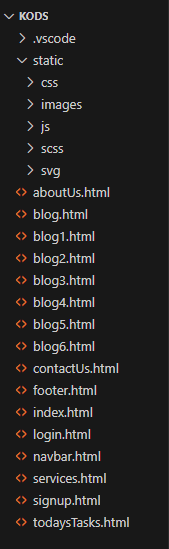 KODS
.vscode
static
css
images
js
scss
svg
aboutUs.html
blog.html
blog1.html
blog2.html
blog3.html
blog4.html
blog5.html
blog6.html
contactUs.html
footer.html
index.html
login.html
navbar.html
services.html
signup.html
todaysTasks.html